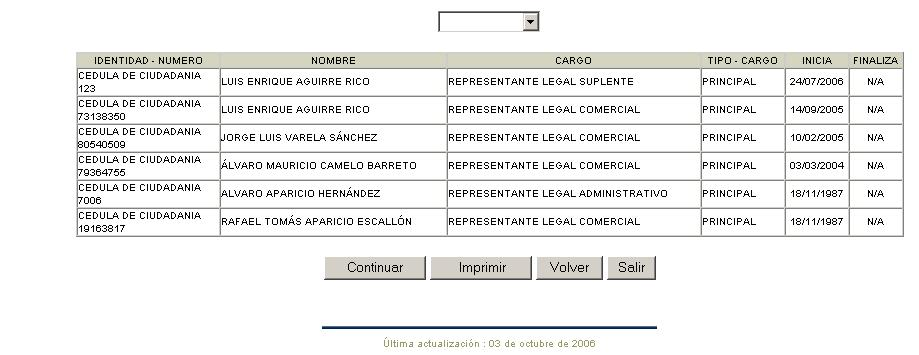 IDENTIDAD - NUMERO NOMBRE CARGO TIPO - CARGO INICIA FINALIZA
CEDULA DE CIUDADANIA
123 LUIS ENRIQUE AGUIRRE RICO REPRESENTANTE LEGAL SUPLENTE PRINCIPAL 24/07/2006 N/A
CEDULA DE CIUDADANIA
73138350 LUIS ENRIQUE AGUIRRE RICO REPRESENTANTE LEGAL COMERCIAL PRINCIPAL 14/09/2005 N/A
CEDULA DE CIUDADANIA
80540509 JORGE LUIS VARELA SÁNCHEZ REPRESENTANTE LEGAL COMERCIAL PRINCIPAL 10/02/2005 N/A
CEDULA DE CIUDADANIA
79364755 ÁLVARO MAURICIO CAMELO BARRETO REPRESENTANTE LEGAL COMERCIAL PRINCIPAL 03/03/2004 N/A
CEDULA DE CIUDADANIA
7006 ALVARO APARICIO HERNÁNDEZ REPRESENTANTE LEGAL ADMINISTRATIVO PRINCIPAL 18/11/1987 N/A
CEDULA DE CIUDADANIA
19163817 RAFAEL TOMÁS APARICIO ESCALLÓN REPRESENTANTE LEGAL COMERCIAL PRINCIPAL 18/11/1987 N/A
Continuar Imprimir Volver Salir
Última actualización : 03 de octubre de 2006